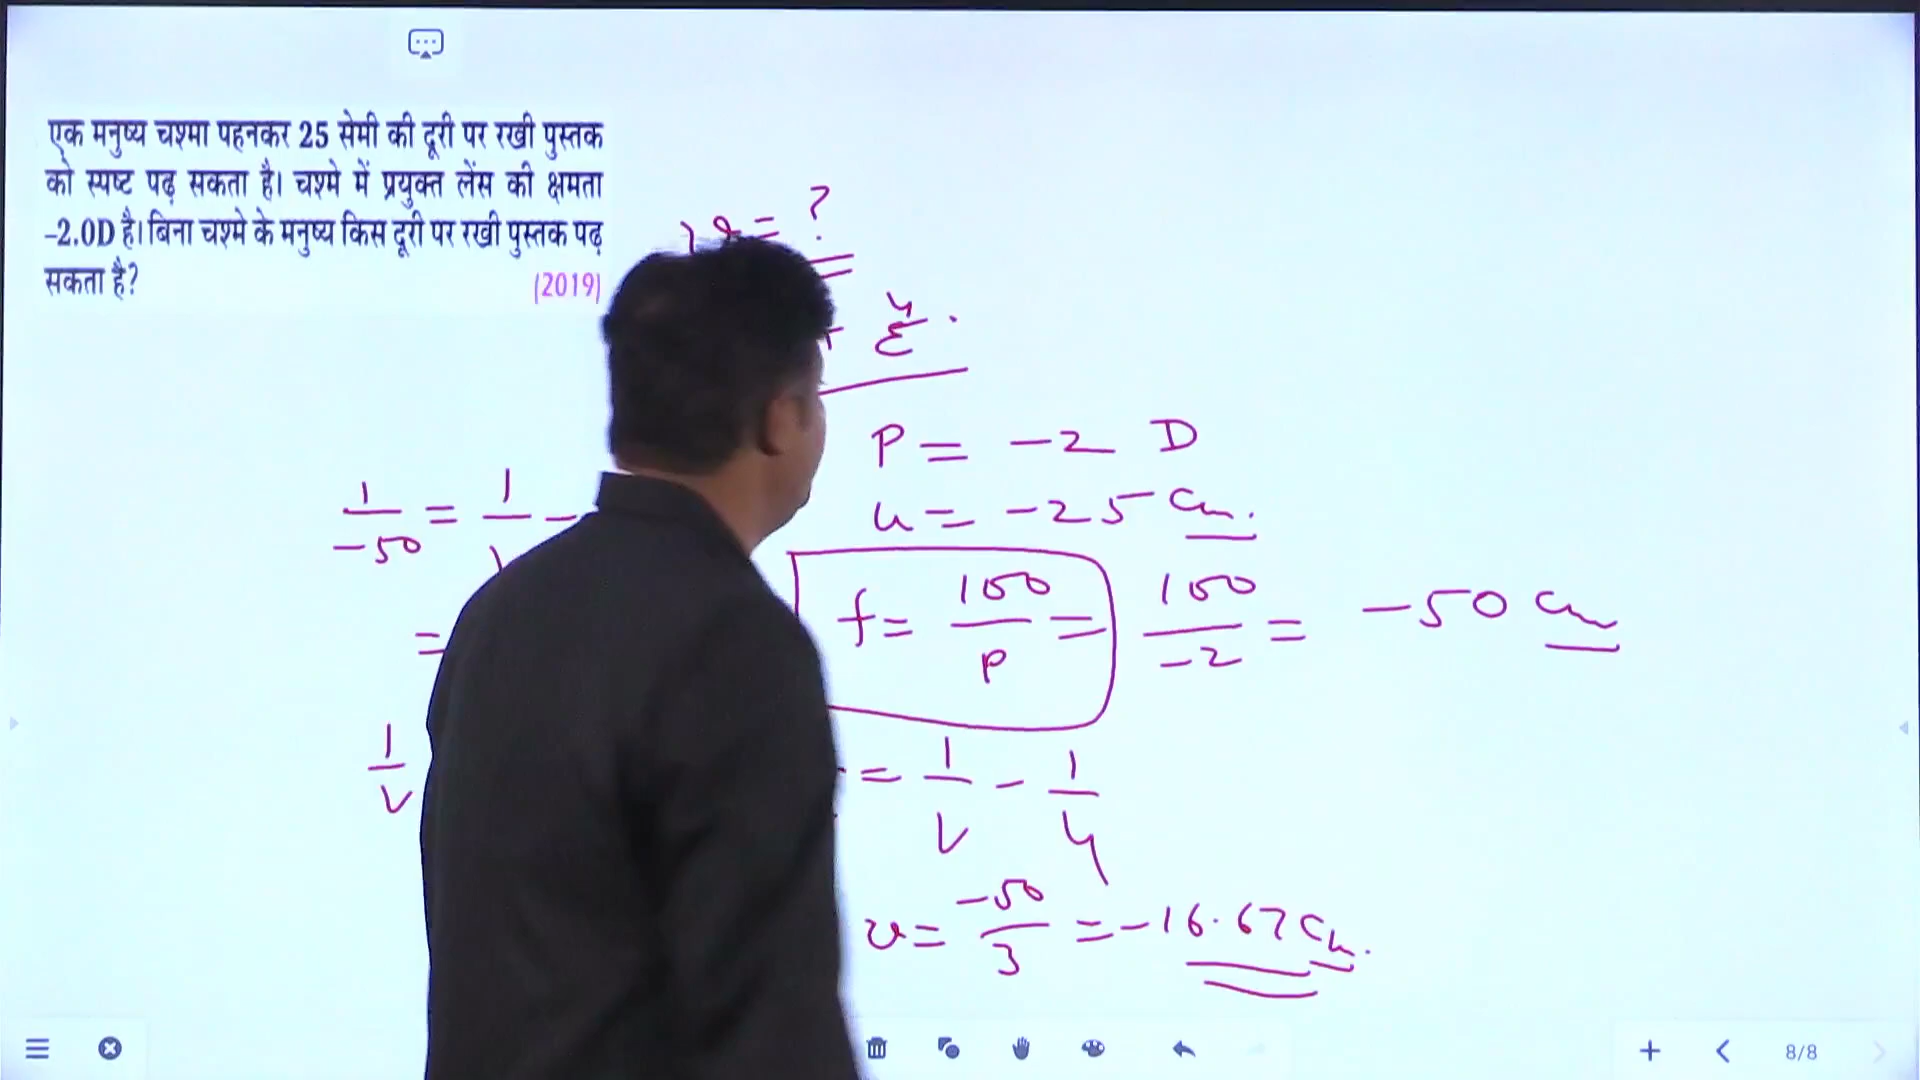 एक मनुष्य चश्मा पहनकर 25 सेमी की दूरी पर रखी पुस्तक
को स्पष्ट पढ़ सकता है। चश्मे में प्रयुक्त लेंस की क्षमता
-2.0D है। बिना चश्मे के मनुष्य किस दूरी पर रखी पुस्तक पढ़
सकता है? (2019)
= ?
P = -2 D
u = -25 cm.
1/-50 = 1/v -
f = 100/P = 100/-2 = -50 cm
=
1/v
= 1/v - 1/u
v = -50/3 = -16.67 cm.
8/8